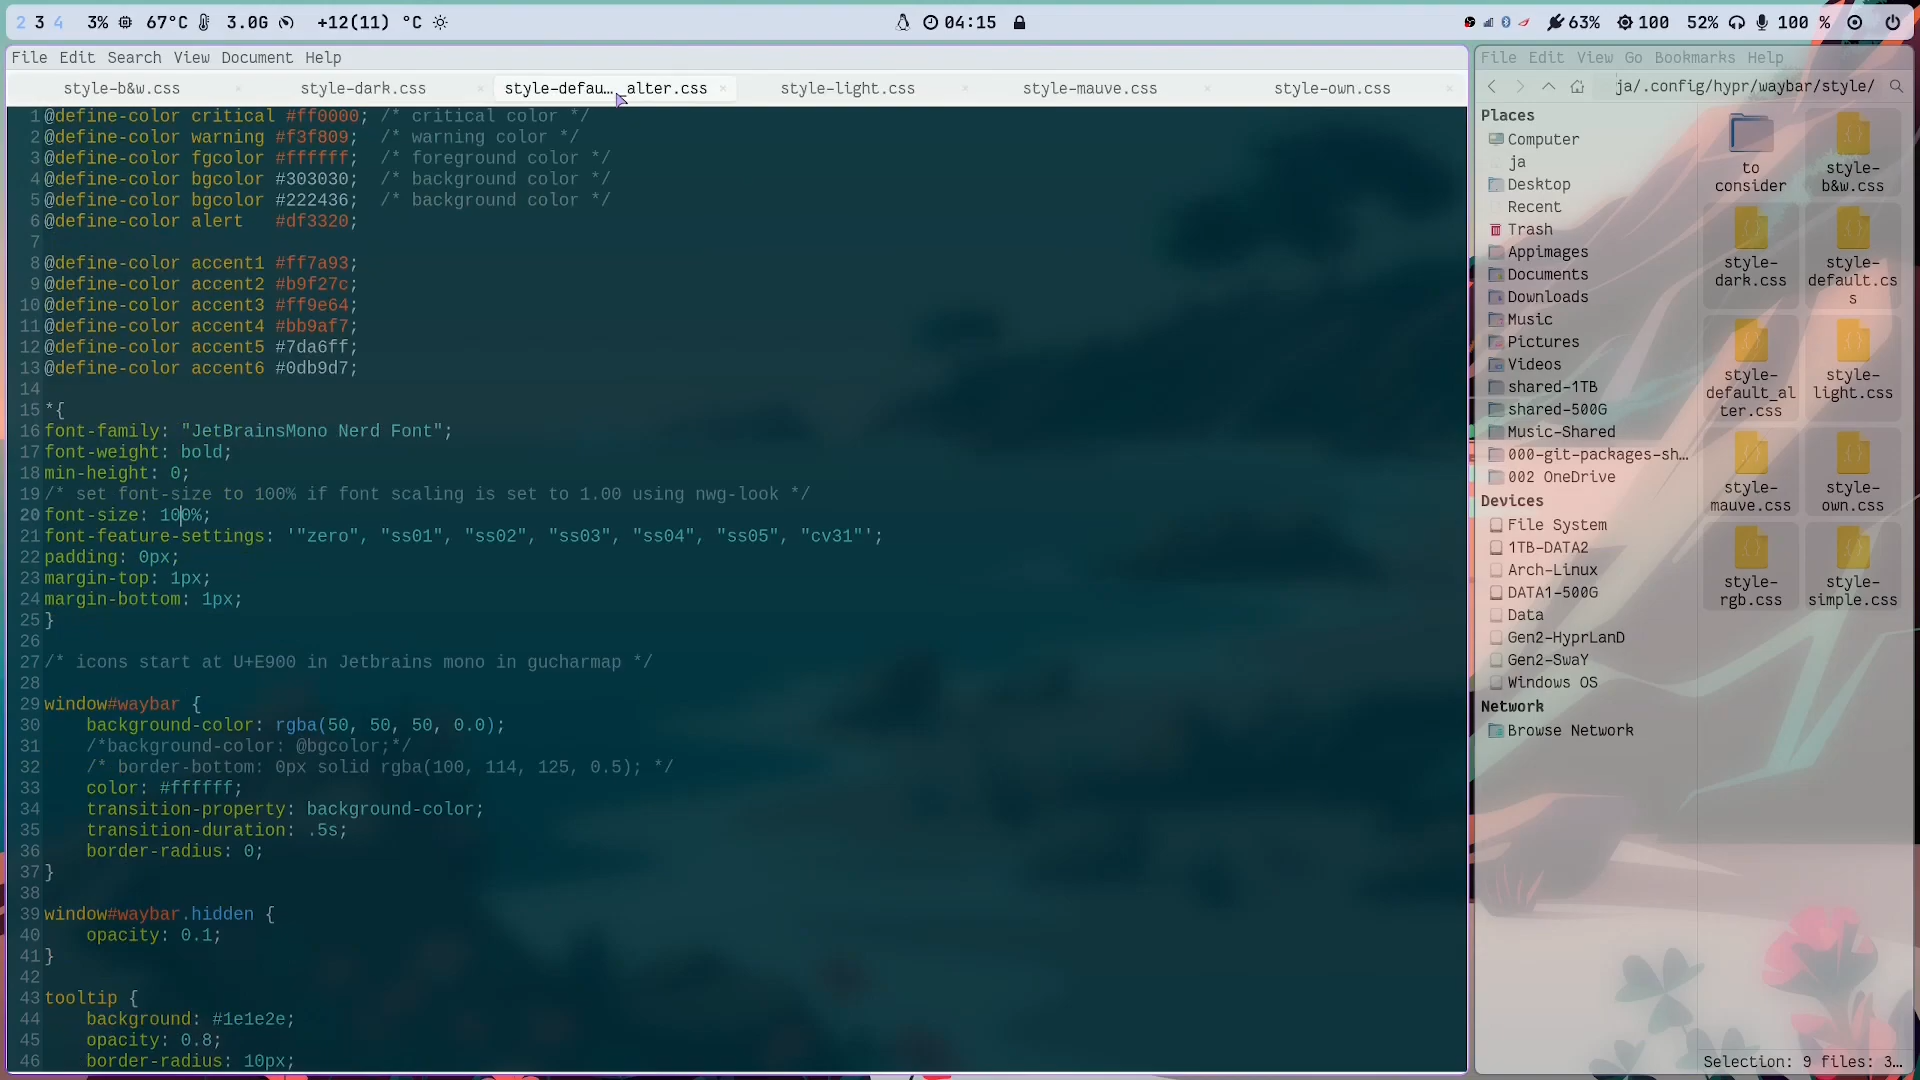 2 3 4 3% 67°C 3.0G +12(11) °C 04:15 63% 100 52% 100 %
File Edit Search View Document Help
style-b&w.css style-dark.css style-defau..._alter.css style-light.css style-mauve.css style-own.css
1 @define-color critical #ff0000; /* critical color */
2 @define-color warning #f3f809; /* warning color */
3 @define-color fgcolor #ffffff; /* foreground color */
4 @define-color bgcolor #303030; /* background color */
5 @define-color bgcolor #222436; /* background color */
6 @define-color alert   #df3320;
7
8 @define-color accent1 #ff7a93;
9 @define-color accent2 #b9f27c;
10 @define-color accent3 #ff9e64;
11 @define-color accent4 #bb9af7;
12 @define-color accent5 #7da6ff;
13 @define-color accent6 #0db9d7;
14
15 *{
16 font-family: "JetBrainsMono Nerd Font";
17 font-weight: bold;
18 min-height: 0;
19 /* set font-size to 100% if font scaling is set to 1.00 using nwg-look */
20 font-size: 100%;
21 font-feature-settings: '"zero", "ss01", "ss02", "ss03", "ss04", "ss05", "cv31"';
22 padding: 0px;
23 margin-top: 1px;
24 margin-bottom: 1px;
25 }
26
27 /* icons start at U+E900 in Jetbrains mono in gucharmap */
28
29 window#waybar {
30     background-color: rgba(50, 50, 50, 0.0);
31     /*background-color: @bgcolor;*/
32     /* border-bottom: 0px solid rgba(100, 114, 125, 0.5); */
33     color: #ffffff;
34     transition-property: background-color;
35     transition-duration: .5s;
36     border-radius: 0;
37 }
38
39 window#waybar.hidden {
40     opacity: 0.1;
41 }
42
43 tooltip {
44     background: #1e1e2e;
45     opacity: 0.8;
46     border-radius: 10px;
File Edit View Go Bookmarks Help
ja/.config/hypr/waybar/style/
Places
Computer
ja
Desktop
Recent
Trash
Appimages
Documents
Downloads
Music
Pictures
Videos
shared-1TB
shared-500G
Music-Shared
000-git-packages-sh...
002 OneDrive
Devices
File System
1TB-DATA2
Arch-Linux
DATA1-500G
Data
Gen2-HyprLanD
Gen2-SwaY
Windows OS
Network
Browse Network
to
consider
style-
b&w.css
style-
dark.css
style-
default.cs
s
style-
default_al
ter.css
style-
light.css
style-
mauve.css
style-
own.css
style-
rgb.css
style-
simple.css
Selection: 9 files: 3...